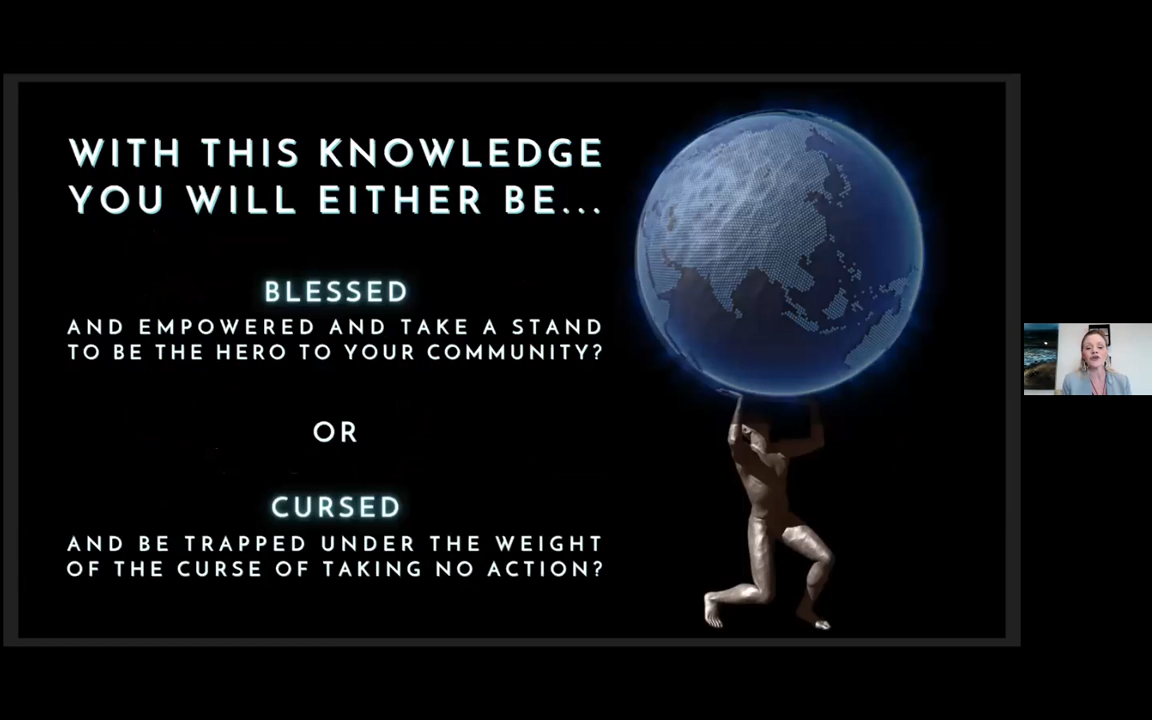 WITH THIS KNOWLEDGE
YOU WILL EITHER BE...
BLESSED
AND EMPOWERED AND TAKE A STAND
TO BE THE HERO TO YOUR COMMUNITY?
OR
CURSED
AND BE TRAPPED UNDER THE WEIGHT
OF THE CURSE OF TAKING NO ACTION?